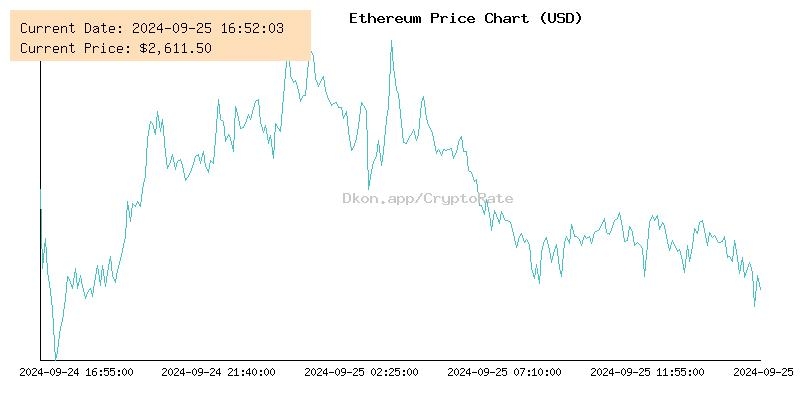 Ethereum Price Chart (USD)
Current Date: 2024-09-25 16:52:03
Current Price: $2,611.50
Dkon.app/CryptoRate
2024-09-24 16:55:00
2024-09-24 21:40:00
2024-09-25 02:25:00
2024-09-25 07:10:00
2024-09-25 11:55:00
2024-09-25